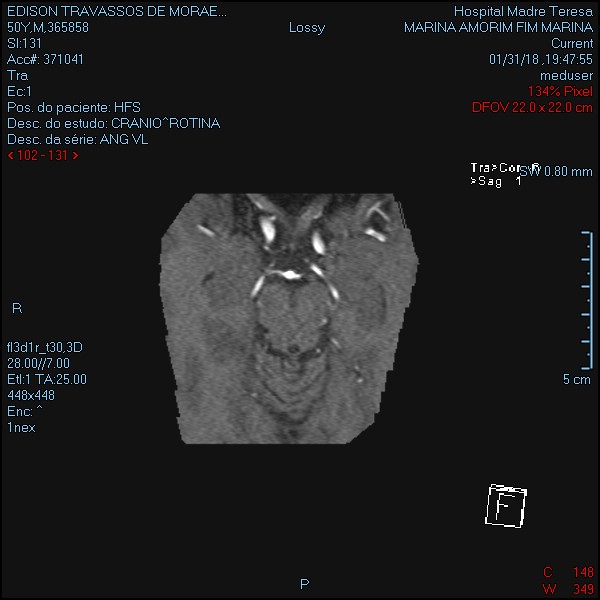 EDISON TRAVASSOS DE MORAE...
50Y,M,365858
Sl:131
Acc#: 371041
Tra
Ec:1
Pos. do paciente: HFS
Desc. do estudo: CRANIO^ROTINA
Desc. da série: ANG VL
< 102 - 131 >
Lossy
Hospital Madre Teresa
MARINA AMORIM FIM MARINA
Current
01/31/18 ,19:47:55
meduser
134% Pixel
DFOV 22.0 x 22.0 cm
Tra>Cor
SW 0.80 mm
>Sag 1
R
5 cm
fl3d1r_t30,3D
28.00//7.00
Etl:1 TA:25.00
448x448
Enc: ^
1nex
F
P
C 148
W 349